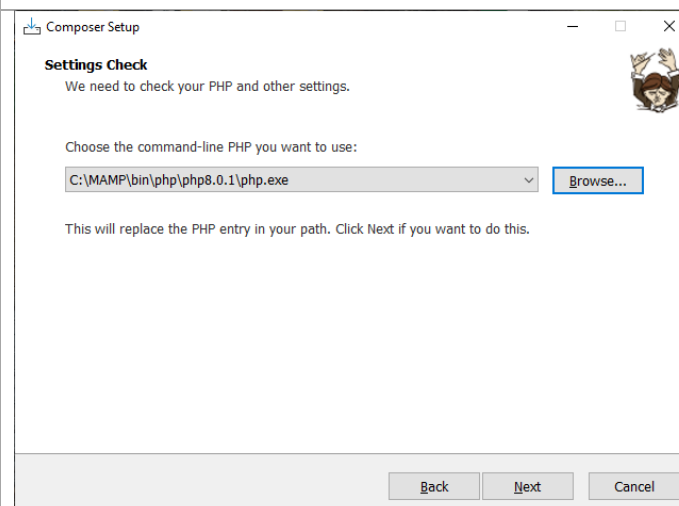 Composer Setup
Settings Check
We need to check your PHP and other settings.
Choose the command-line PHP you want to use:
C:\MAMP\bin\php\php8.0.1\php.exe
Browse...
This will replace the PHP entry in your path. Click Next if you want to do this.
Back Next Cancel